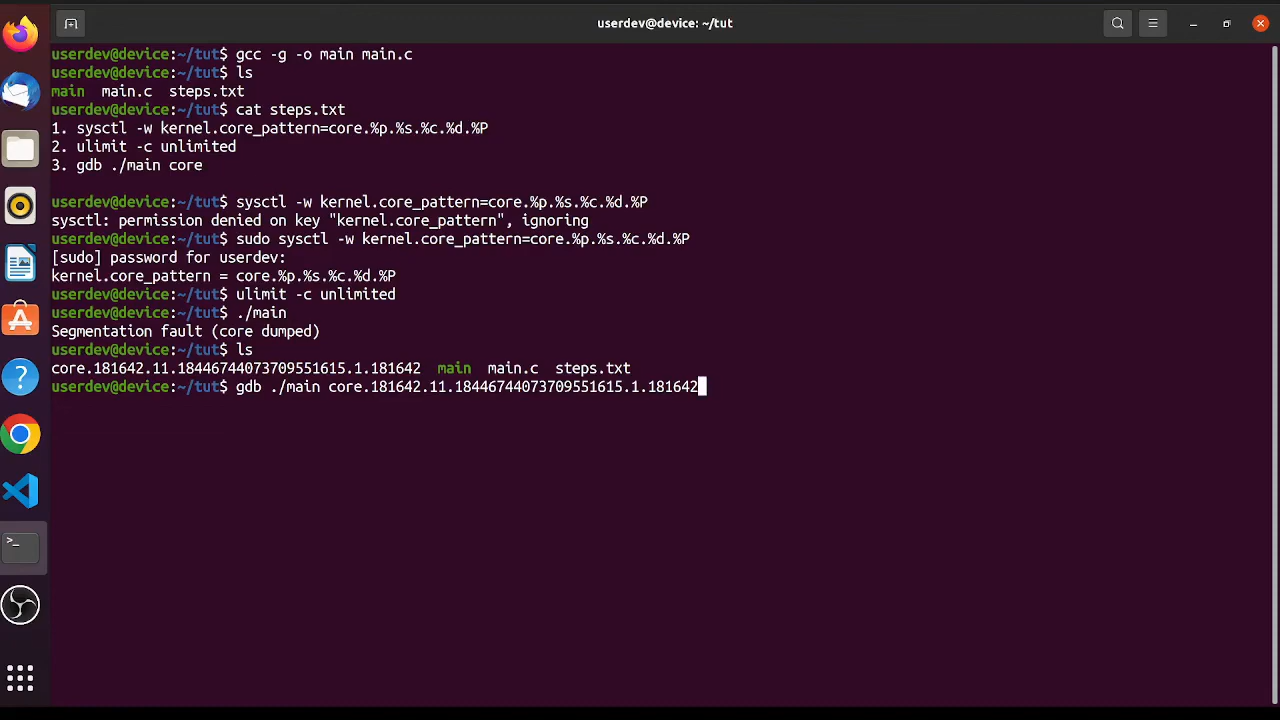 userdev@device: ~/tut
userdev@device:~/tut$ gcc -g -o main main.c
userdev@device:~/tut$ ls
main  main.c  steps.txt
userdev@device:~/tut$ cat steps.txt
1. sysctl -w kernel.core_pattern=core.%p.%s.%c.%d.%P
2. ulimit -c unlimited
3. gdb ./main core
userdev@device:~/tut$ sysctl -w kernel.core_pattern=core.%p.%s.%c.%d.%P
sysctl: permission denied on key "kernel.core_pattern", ignoring
userdev@device:~/tut$ sudo sysctl -w kernel.core_pattern=core.%p.%s.%c.%d.%P
[sudo] password for userdev:
kernel.core_pattern = core.%p.%s.%c.%d.%P
userdev@device:~/tut$ ulimit -c unlimited
userdev@device:~/tut$ ./main
Segmentation fault (core dumped)
userdev@device:~/tut$ ls
core.181642.11.18446744073709551615.1.181642  main  main.c  steps.txt
userdev@device:~/tut$ gdb ./main core.181642.11.18446744073709551615.1.181642